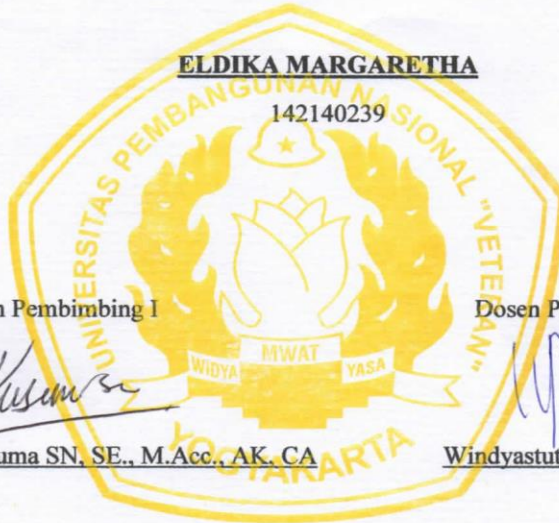 ELDIKA MARGARETHA
142140239
UNIVERSITAS PEMBANGUNAN NASIONAL "VETERAN"
Pembimbing I
Dosen P
WIDYA MWAT YASA
uma SN, SE., M.Acc., AK, CA
Windyastut
YOGYAKARTA